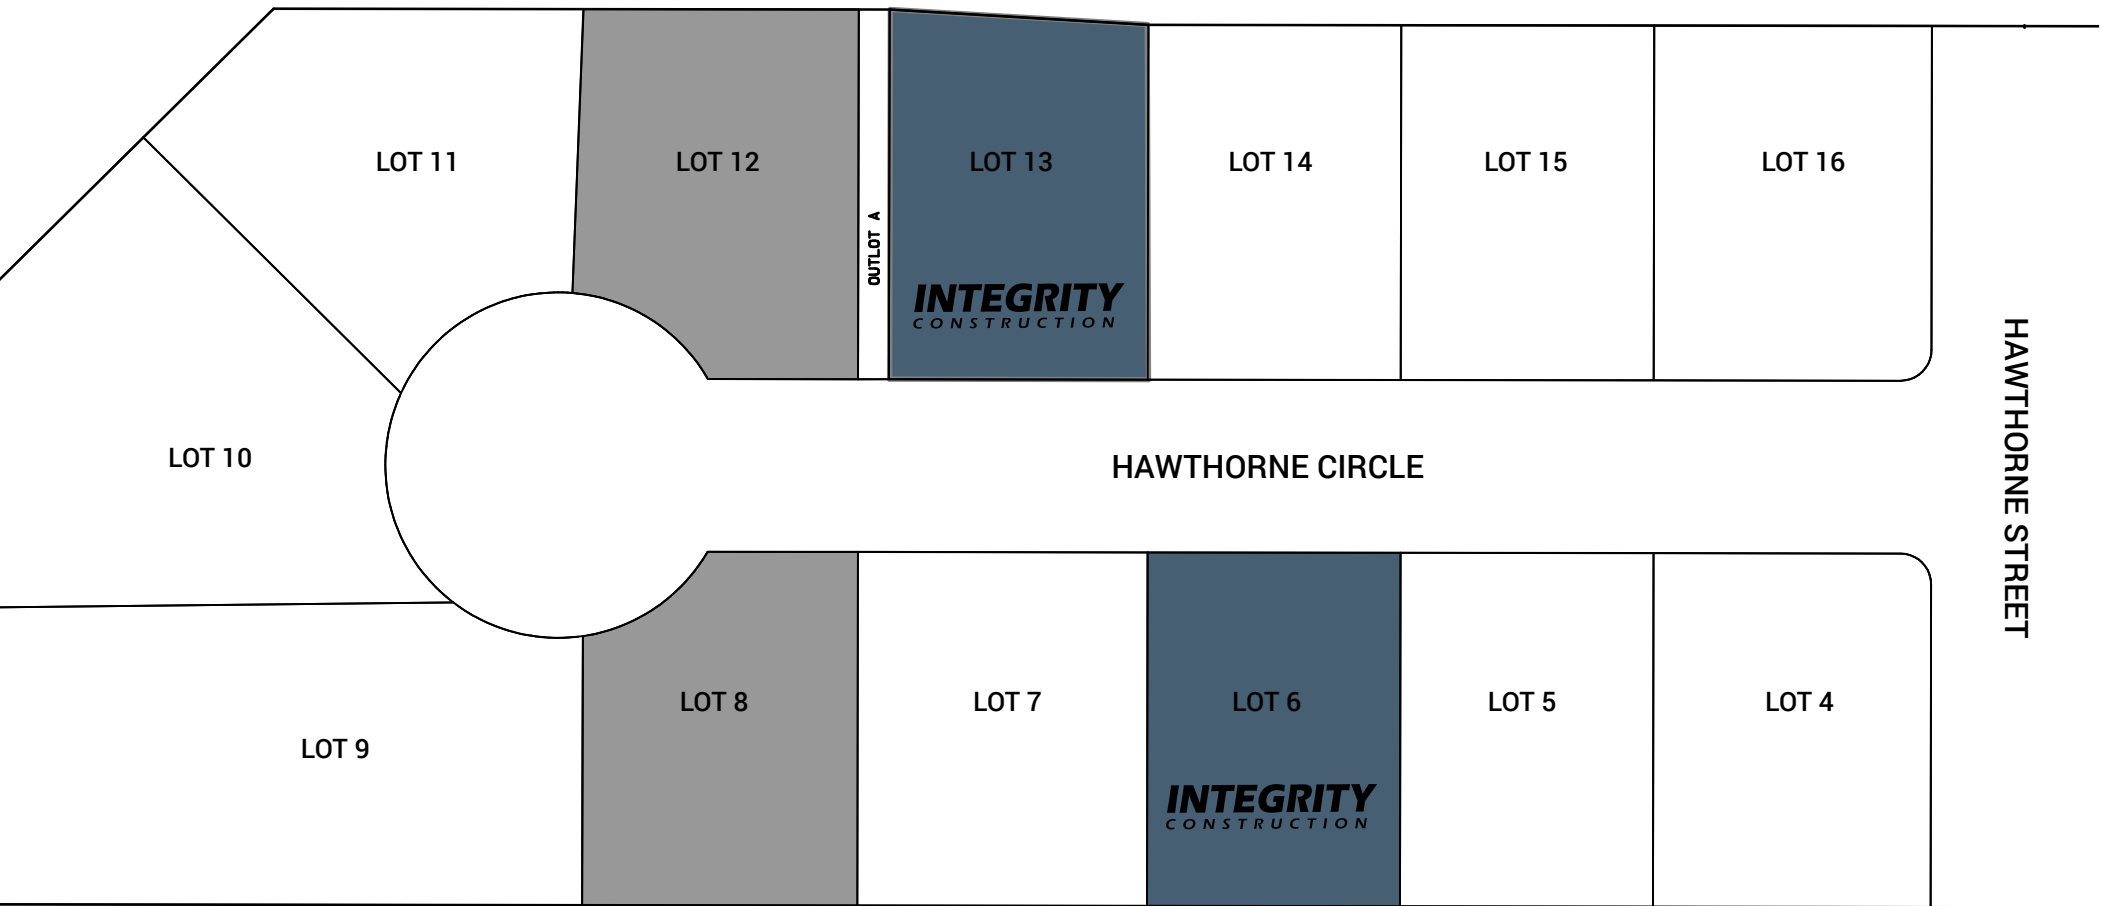 LOT 11
LOT 12
OUTLOT A
LOT 13
INTEGRITY
CONSTRUCTION
LOT 14
LOT 15
LOT 16
LOT 10
HAWTHORNE CIRCLE
HAWTHORNE STREET
LOT 9
LOT 8
LOT 7
LOT 6
INTEGRITY
CONSTRUCTION
LOT 5
LOT 4